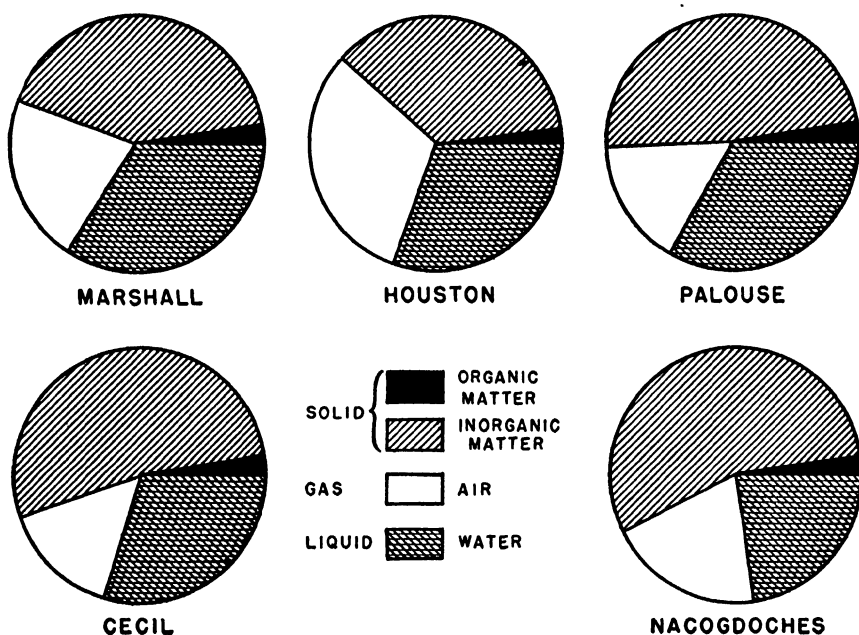 MARSHALL
HOUSTON
PALOUSE
SOLID
ORGANIC
MATTER
INORGANIC
MATTER
GAS
AIR
LIQUID
WATER
CECIL
NACOGDOCHES